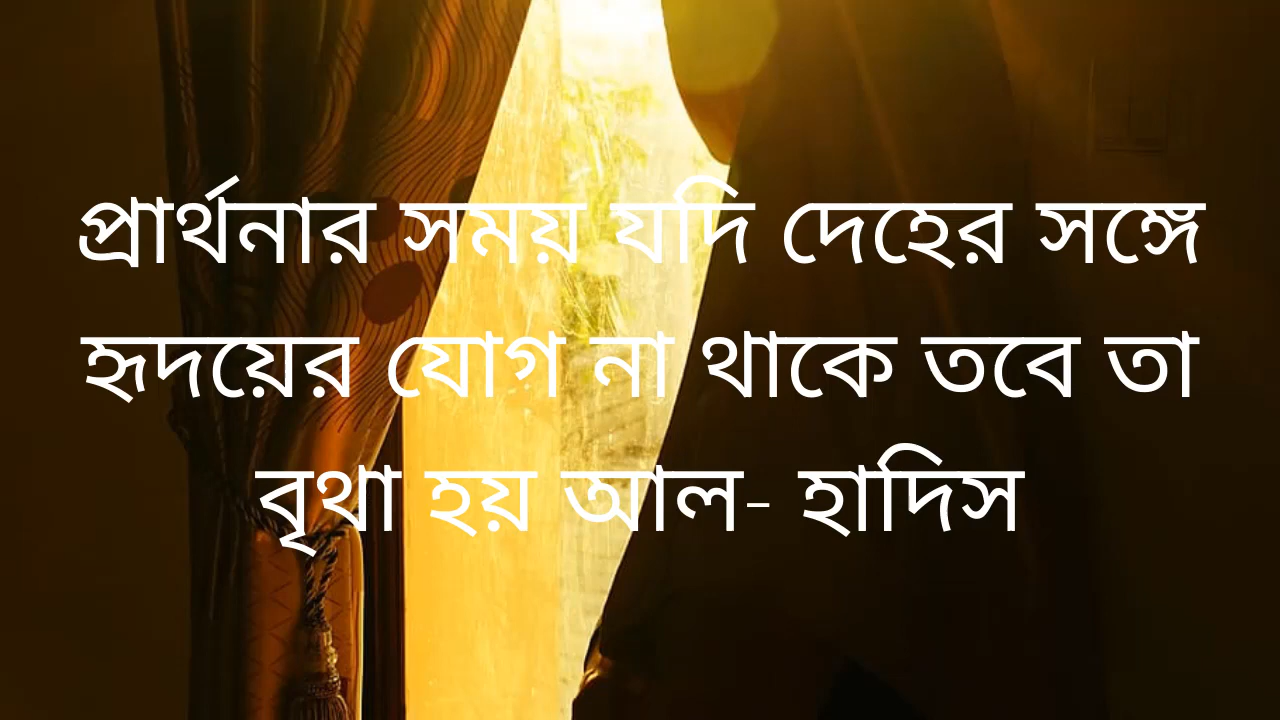 প্রার্থনার সময় যদি দেহের সঙ্গে
হৃদয়ের যোগ না থাকে তবে তা
বৃথা হয় আল- হাদিস